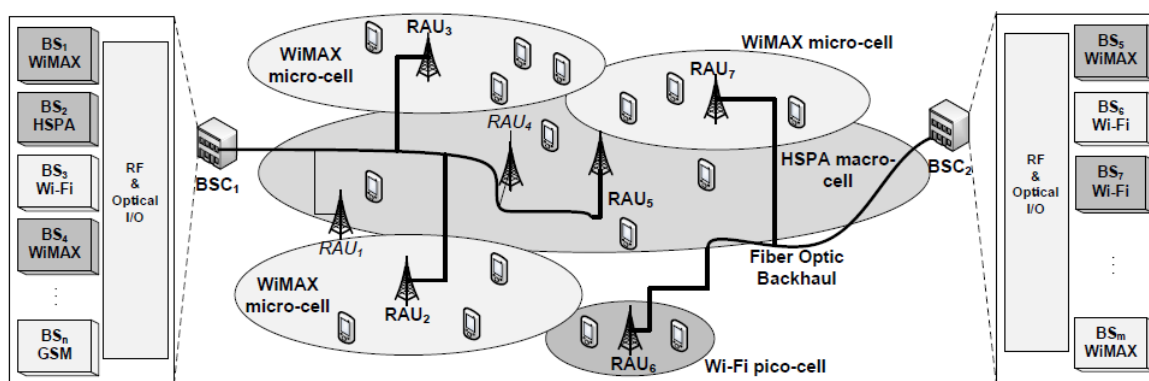 BS1
WiMAX
BS2
HSPA
BS3
Wi-Fi
BS4
WiMAX
BSn
GSM
RF
&
Optical
I/O
BSC1
WiMAX
micro-cell
RAU3
RAU4
RAU1
WiMAX
micro-cell
RAU2
RAU5
WiMAX micro-cell
RAU7
HSPA macro-
cell
BSC2
Fiber Optic
Backhaul
RAU6
Wi-Fi pico-cell
RF
&
Optical
I/O
BS5
WiMAX
BS6
Wi-Fi
BS7
Wi-Fi
BSm
WiMAX